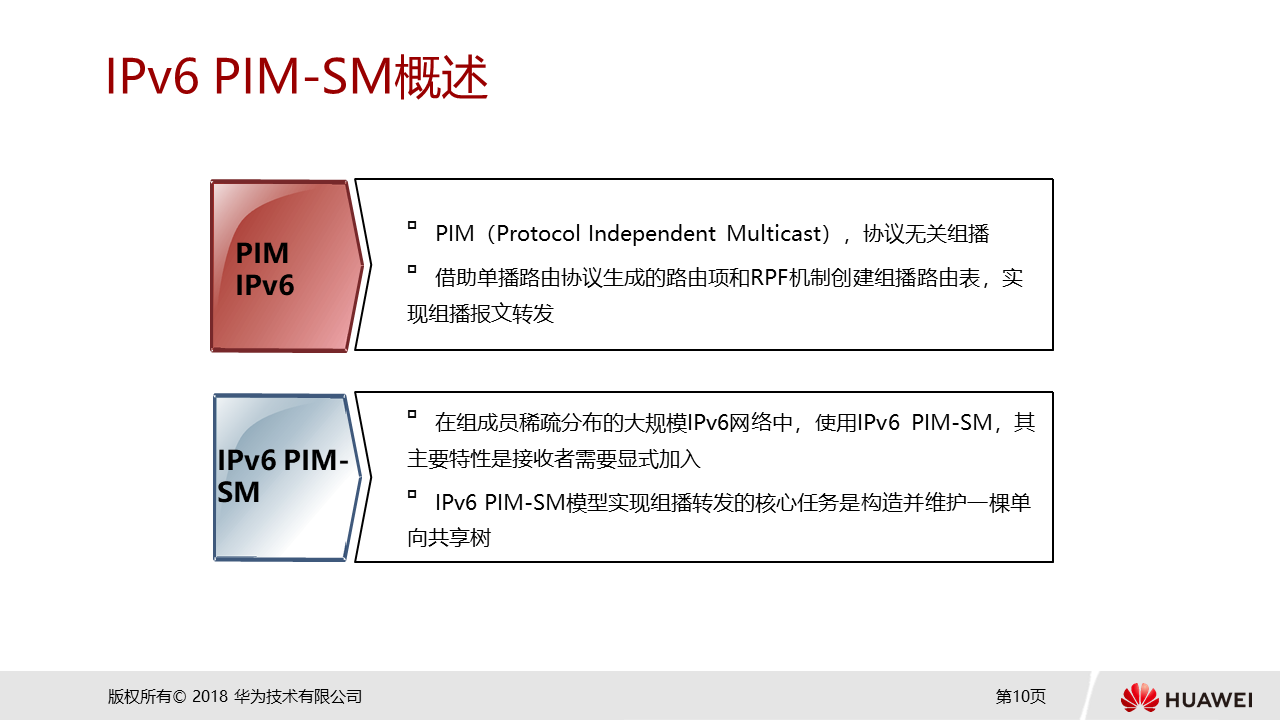 IPv6 PIM-SM概述
PIM
IPv6
PIM（Protocol Independent Multicast），协议无关组播
借助单播路由协议生成的路由项和RPF机制创建组播路由表，实
现组播报文转发
IPv6 PIM-
SM
在组成员稀疏分布的大规模IPv6网络中，使用IPv6 PIM-SM，其
主要特性是接收者需要显式加入
IPv6 PIM-SM模型实现组播转发的核心任务是构造并维护一棵单
向共享树
版权所有© 2018 华为技术有限公司
第10页
HUAWEI